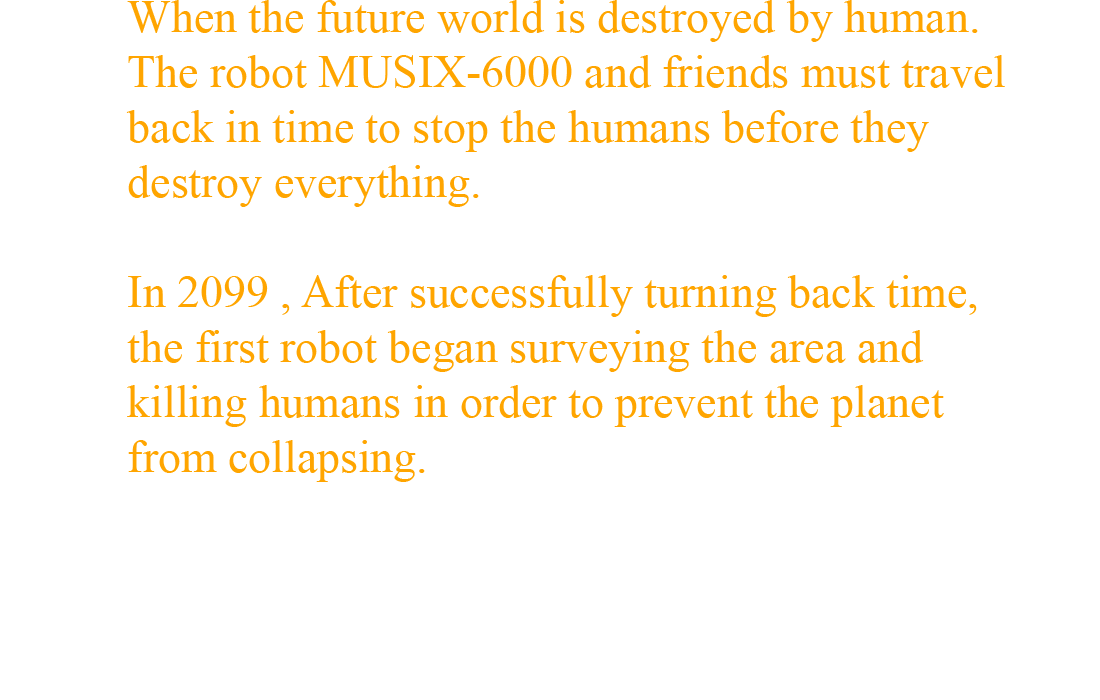 When the future world is destroyed by human.
The robot MUSIX-6000 and friends must travel
back in time to stop the humans before they
destroy everything.
In 2099 , After successfully turning back time,
the first robot began surveying the area and
killing humans in order to prevent the planet
from collapsing.